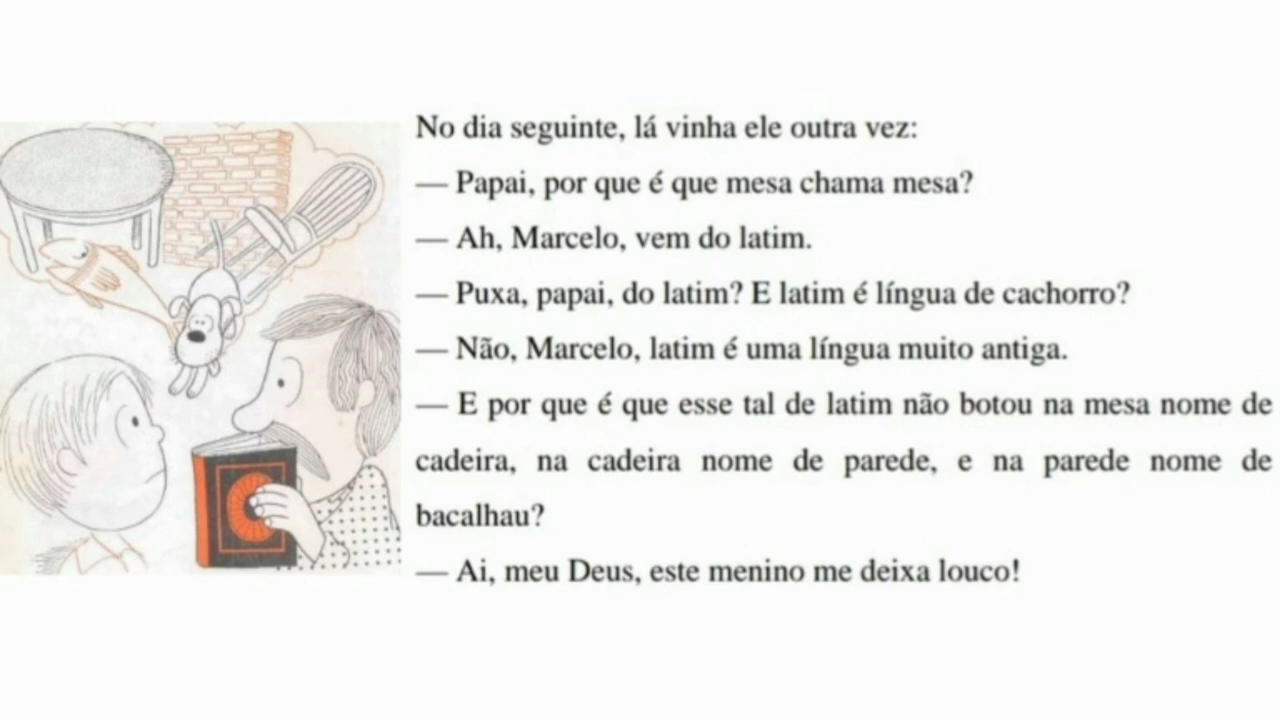 No dia seguinte, lá vinha ele outra vez:
— Papai, por que é que mesa chama mesa?
— Ah, Marcelo, vem do latim.
— Puxa, papai, do latim? E latim é língua de cachorro?
— Não, Marcelo, latim é uma língua muito antiga.
— E por que é que esse tal de latim não botou na mesa nome de
cadeira, na cadeira nome de parede, e na parede nome de
bacalhau?
— Ai, meu Deus, este menino me deixa louco!